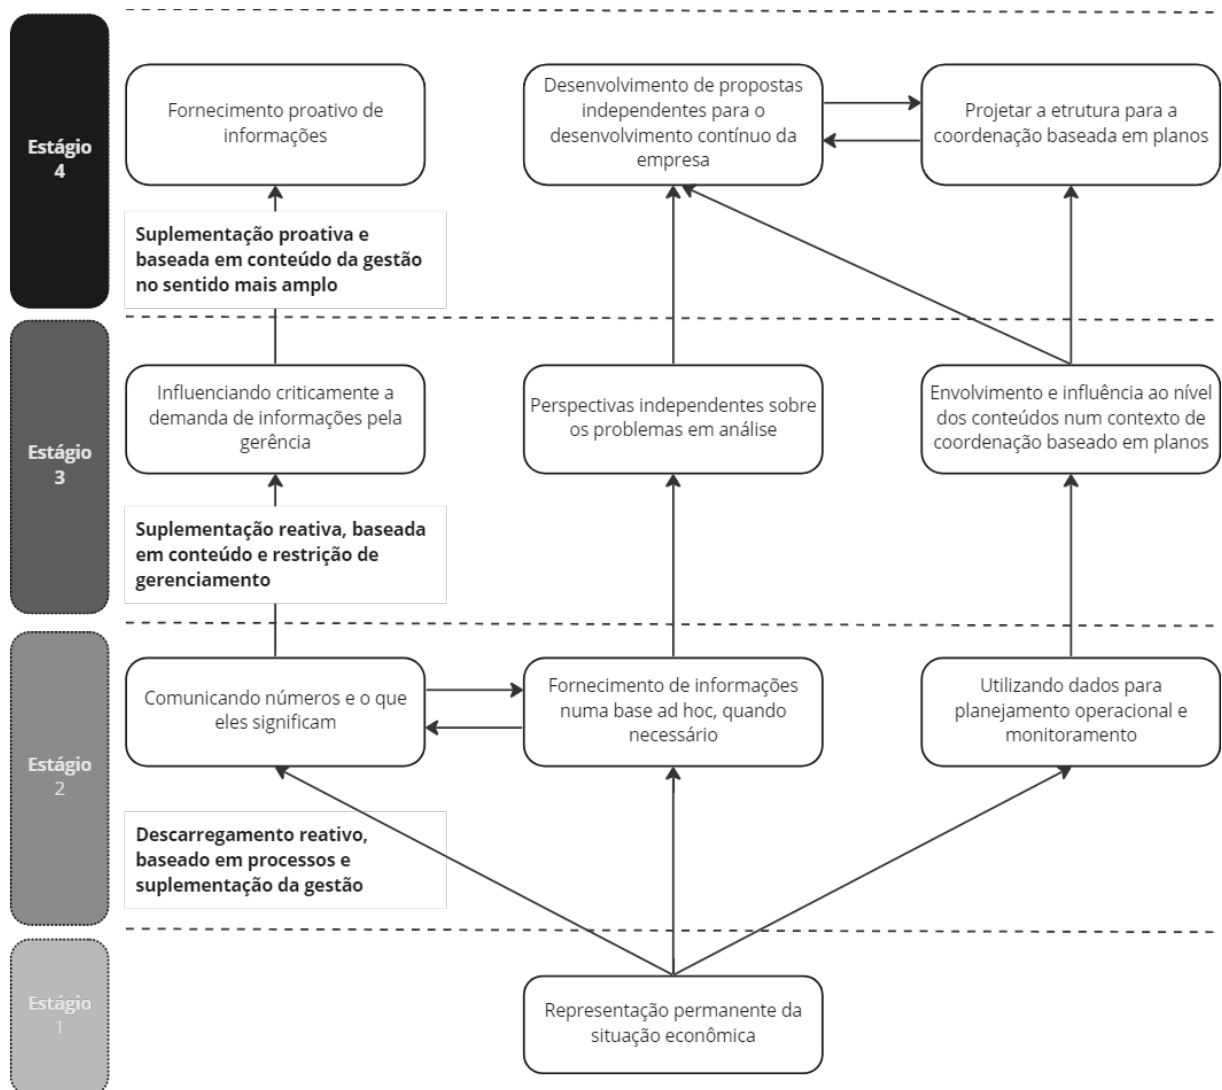 Estágio
4
Fornecimento proativo de
informações
Desenvolvimento de propostas
independentes para o
desenvolvimento contínuo da
empresa
Projetar a etrutura para a
coordenação baseada em planos
Suplementação proativa e
baseada em conteúdo da gestão
no sentido mais amplo
Estágio
3
Influenciando criticamente a
demanda de informações pela
gerência
Perspectivas independentes sobre
os problemas em análise
Envolvimento e influência ao nível
dos conteúdos num contexto de
coordenação baseado em planos
Suplementação reativa, baseada
em conteúdo e restrição de
gerenciamento
Estágio
2
Comunicando números e o que
eles significam
Fornecimento de informações
numa base ad hoc, quando
necessário
Utilizando dados para
planejamento operacional e
monitoramento
Descarregamento reativo,
baseado em processos e
suplementação da gestão
Estágio
1
Representação permanente da
situação econômica